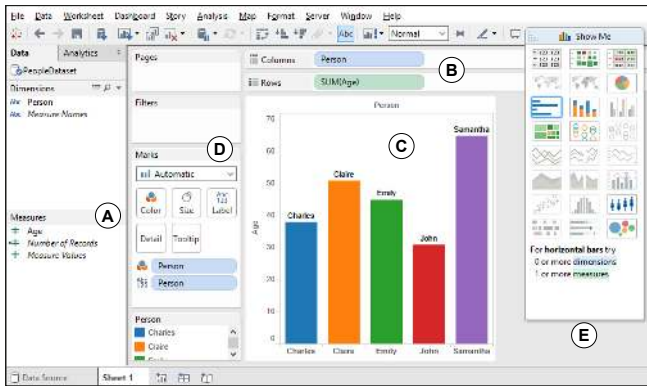 File Data Worksheet Dashboard Story Analysis Map Format Server Window Help
Abc Normal
Data Analytics
PeopleDataset
Dimensions
Abc Person
Abc Measure Names
A
Measures
Age
Number of Records
Measure Values
Pages
Filters
Marks
D
Automatic
Color Size Label
Detail Tooltip
Person
Person
Person
Charles
Claire
Columns Person
Rows SUM(Age)
B
Person
C
70
60
50
40
30
20
10
0
Age
Charles
Claire
Emily
John
Samantha
Charles Claire Emily John Samantha
Show Me
For horizontal bars try
0 or more dimensions
1 or more measures
E
Data Source Sheet 1